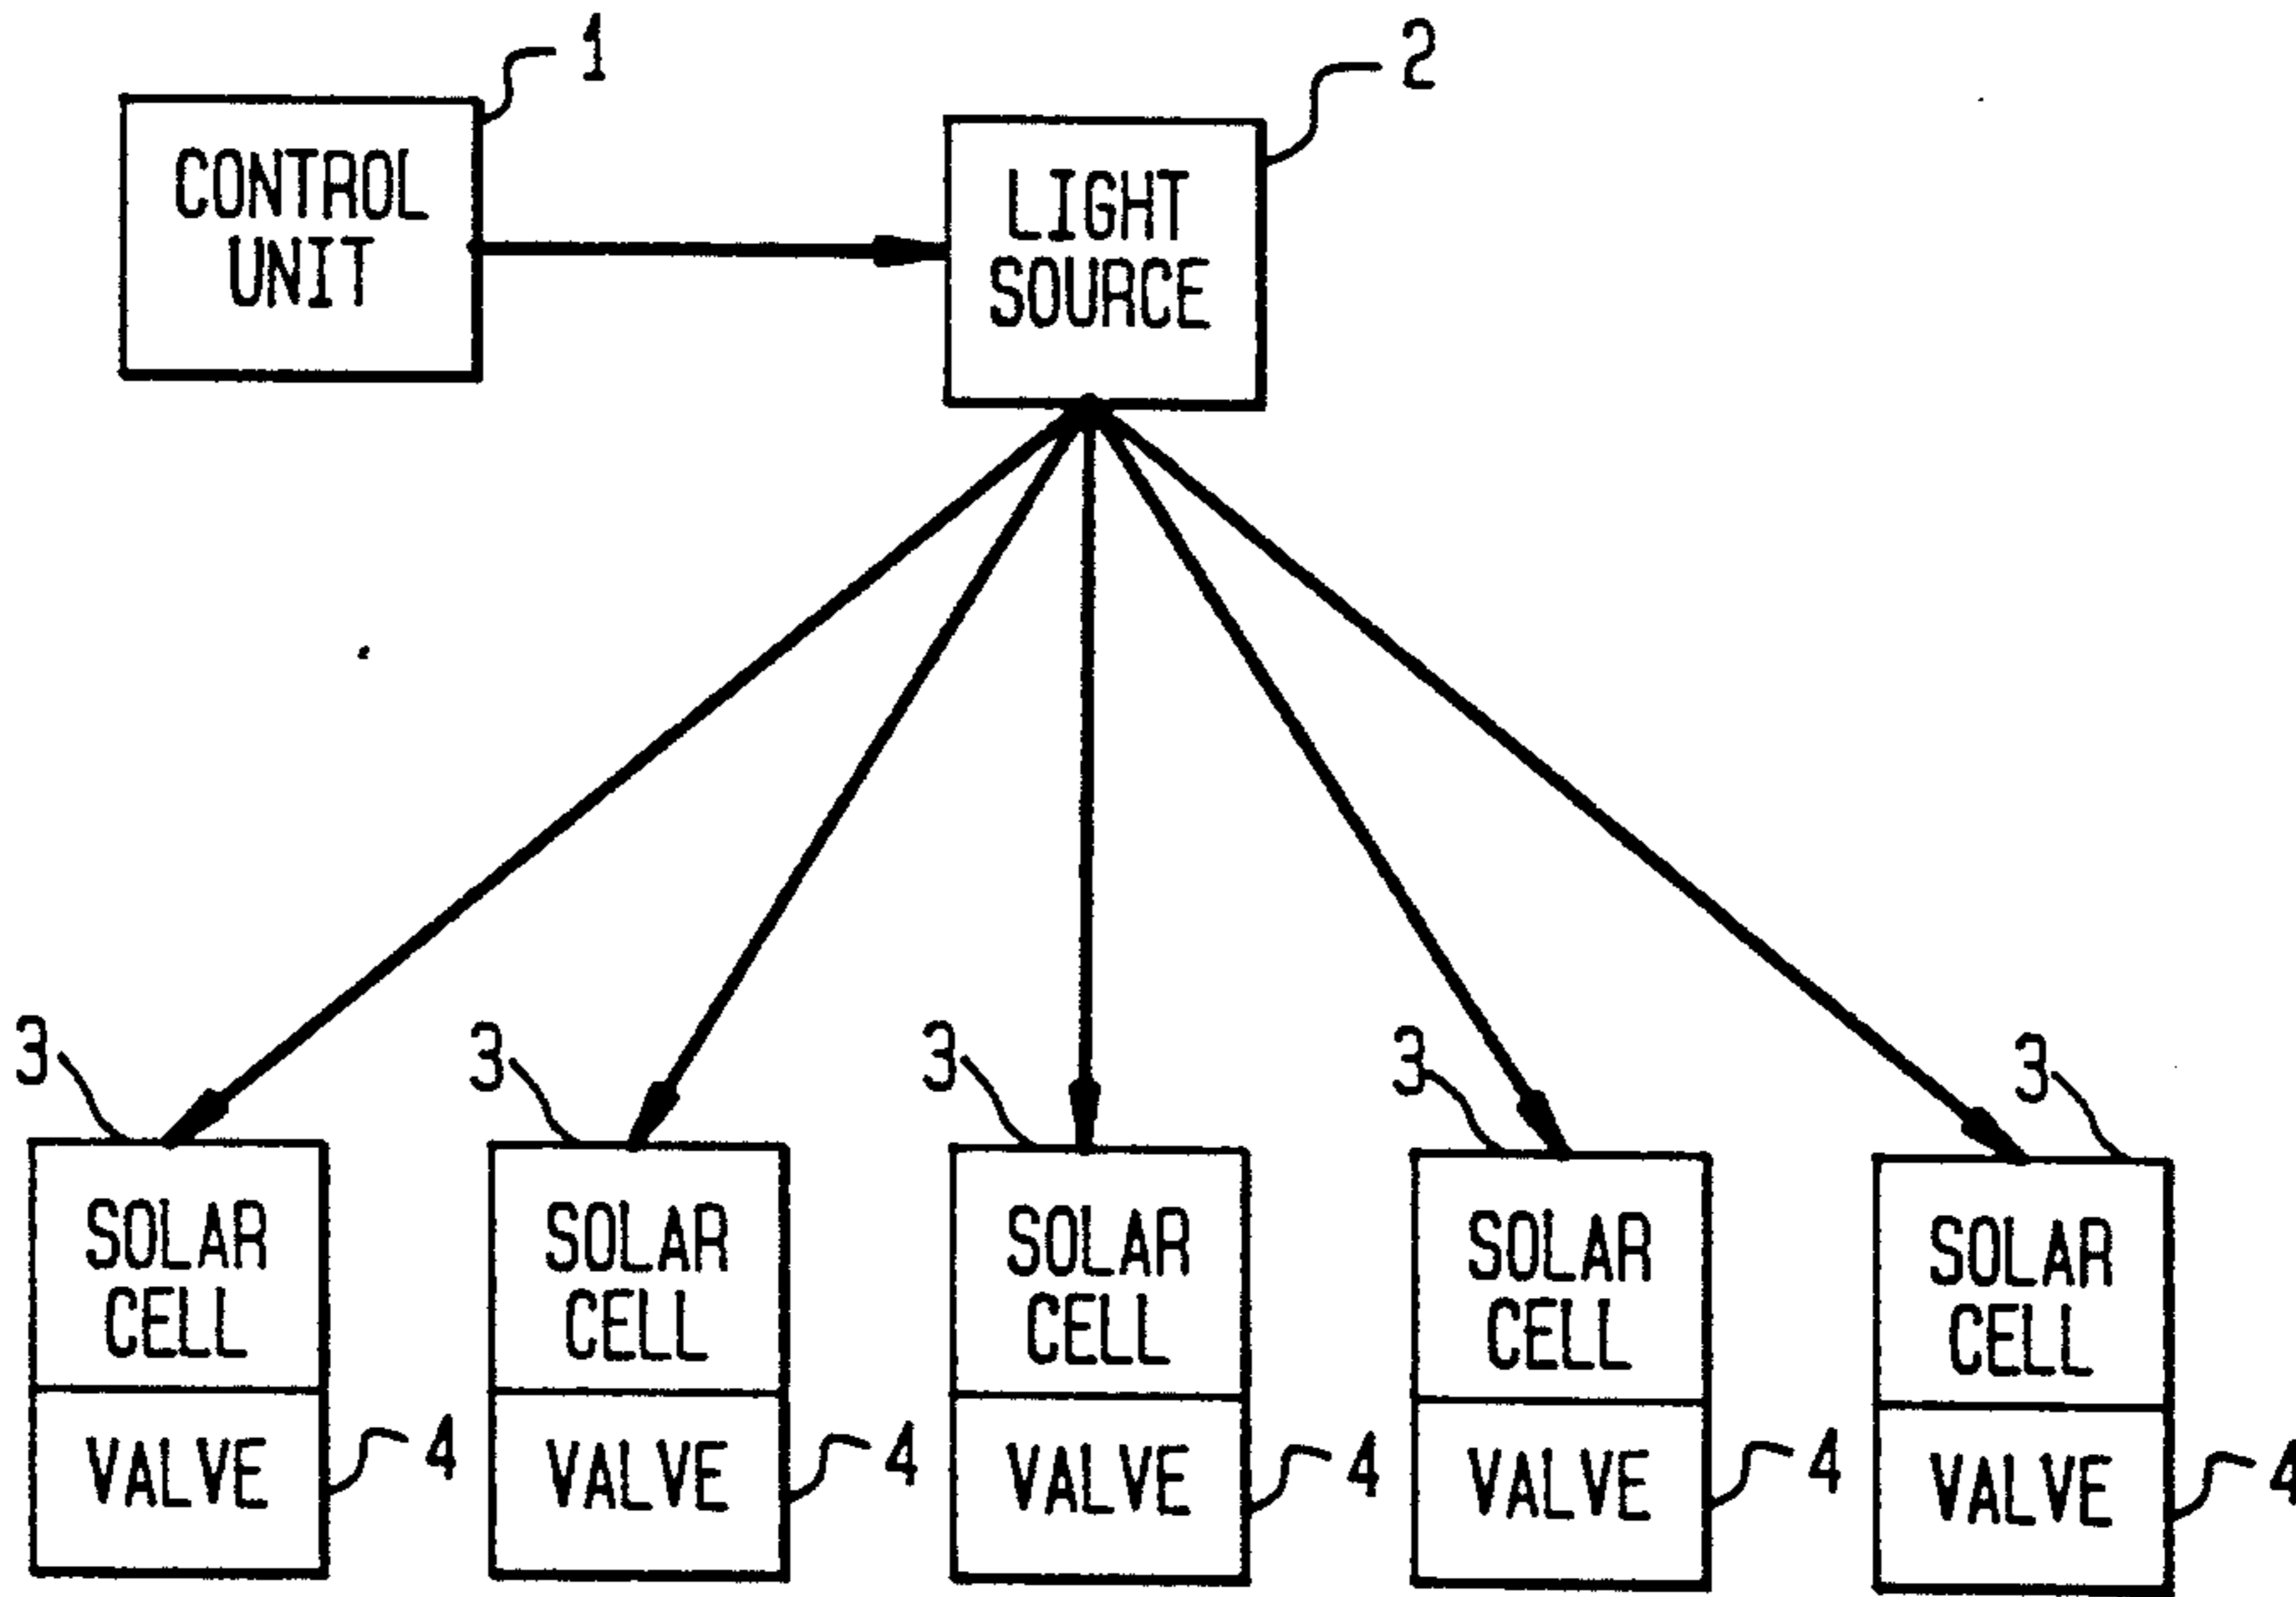 1
2
CONTROL
UNIT
LIGHT
SOURCE
3 3 3 3 3
SOLAR
CELL
SOLAR
CELL
SOLAR
CELL
SOLAR
CELL
SOLAR
CELL
VALVE
4
VALVE
4
VALVE
4
VALVE
4
VALVE
4